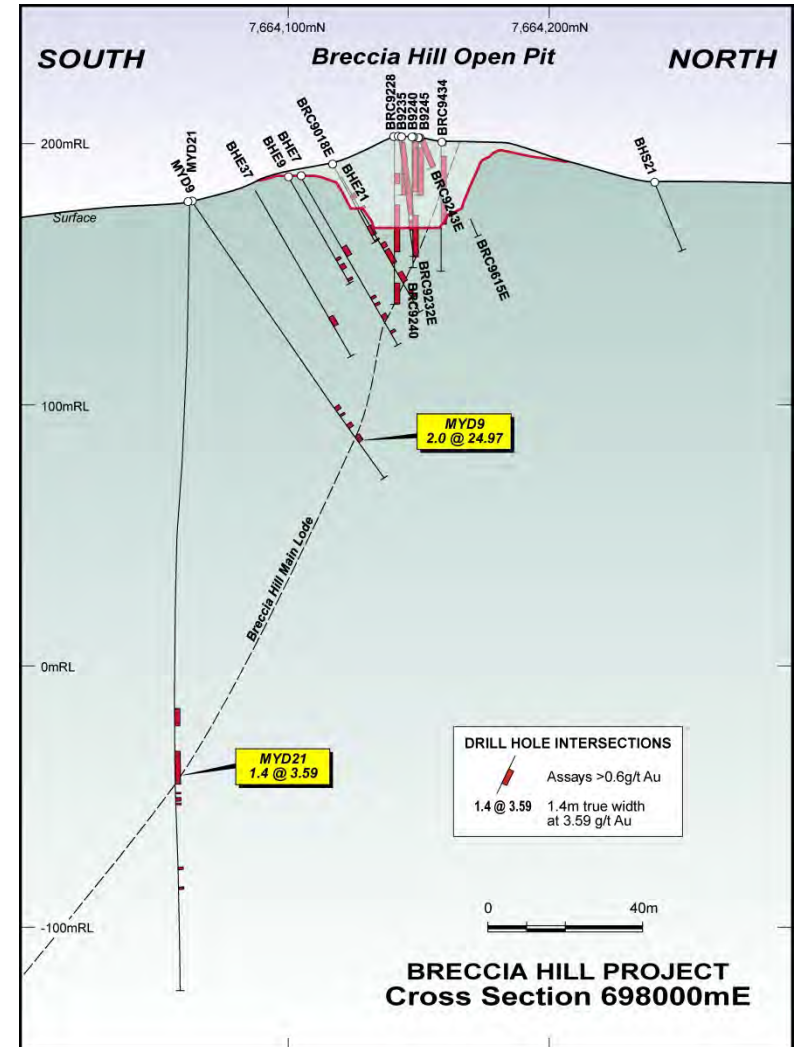 7,664,100mN
7,664,200mN
SOUTH
Breccia Hill Open Pit
NORTH
BRC9228
B9235
B9240
B9245
BRC9434
BRC9018E
BHE7
BHE9
BHE37
MYD21
MYD9
BHE21
BRC9243E
BRC9615E
BRC9232E
BRC9240
BHS21
200mRL
Surface
100mRL
MYD9
2.0 @ 24.97
Breccia Hill Main Lode
0mRL
MYD21
1.4 @ 3.59
DRILL HOLE INTERSECTIONS
Assays >0.6g/t Au
1.4 @ 3.59
1.4m true width
at 3.59 g/t Au
-100mRL
0
40m
BRECCIA HILL PROJECT
Cross Section 698000mE